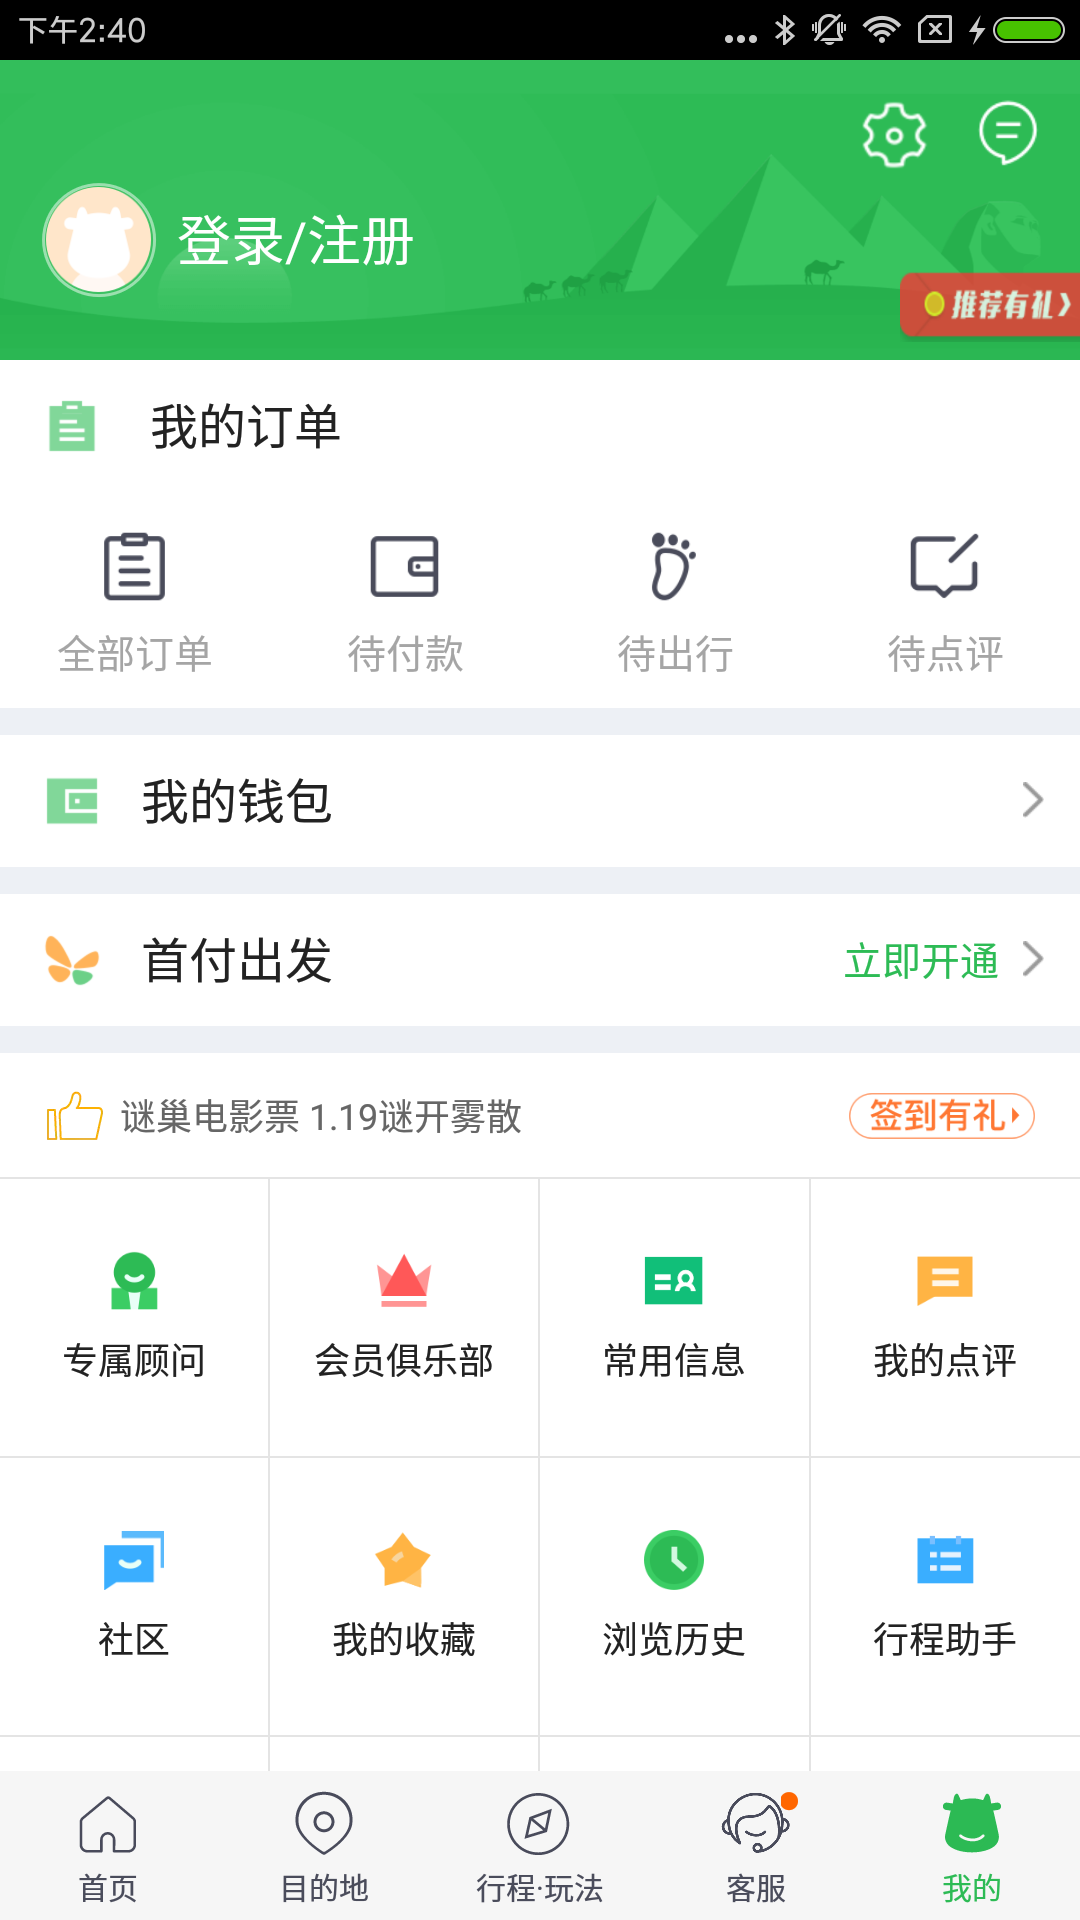 下午2:40
登录/注册
推荐有礼
我的订单
全部订单 待付款 待出行 待点评
我的钱包
首付出发 立即开通
谜巢电影票 1.19谜开雾散 签到有礼
专属顾问 会员俱乐部 常用信息 我的点评
社区 我的收藏 浏览历史 行程助手
首页 目的地 行程·玩法 客服 我的